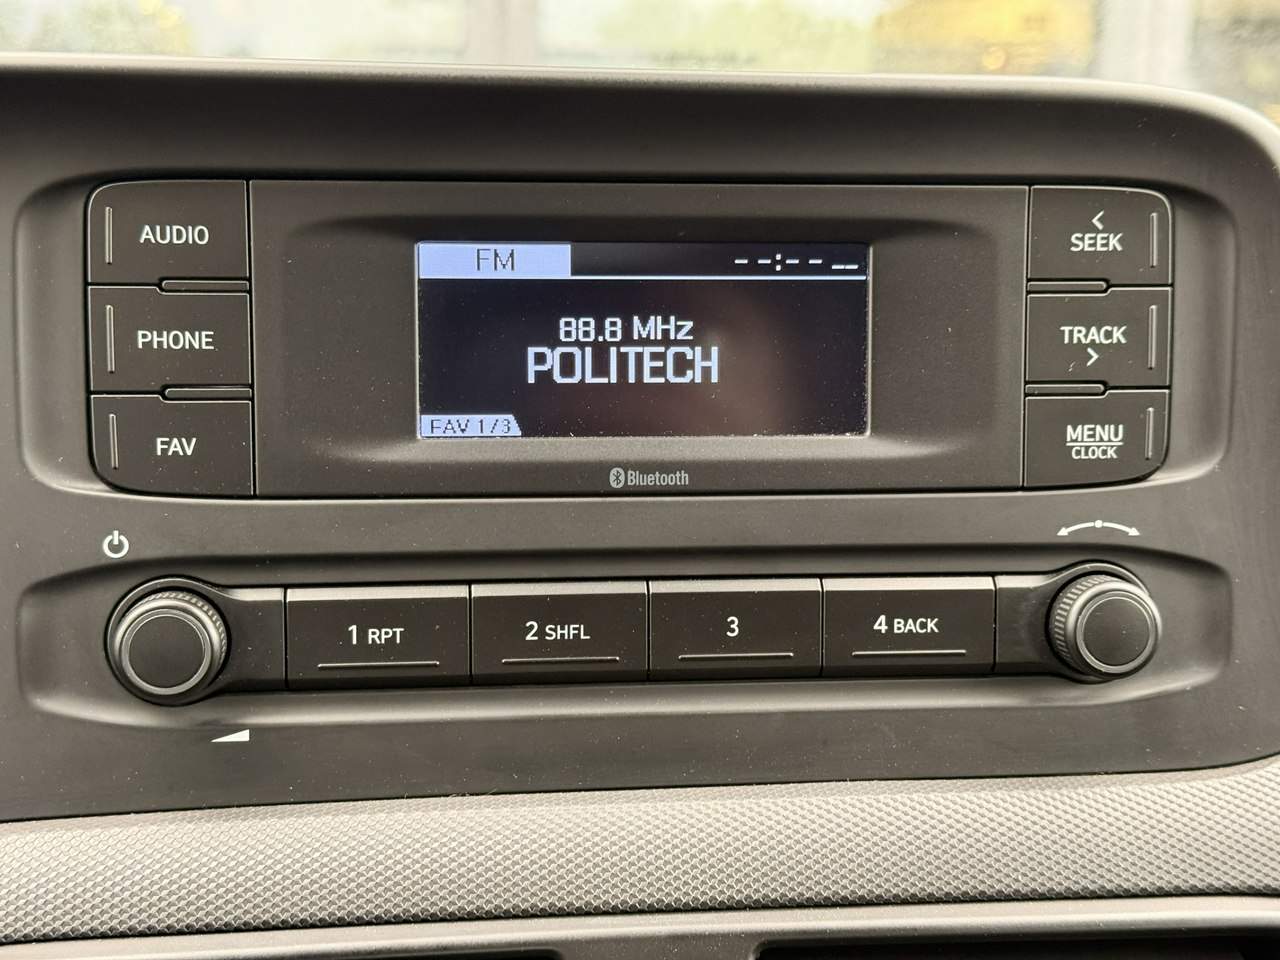 AUDIO
PHONE
FAV
FM
--:-- __
88.8 MHz
POLITECH
FAV 1/3
Bluetooth
< SEEK
TRACK >
MENU
CLOCK
1 RPT
2 SHFL
3
4 BACK